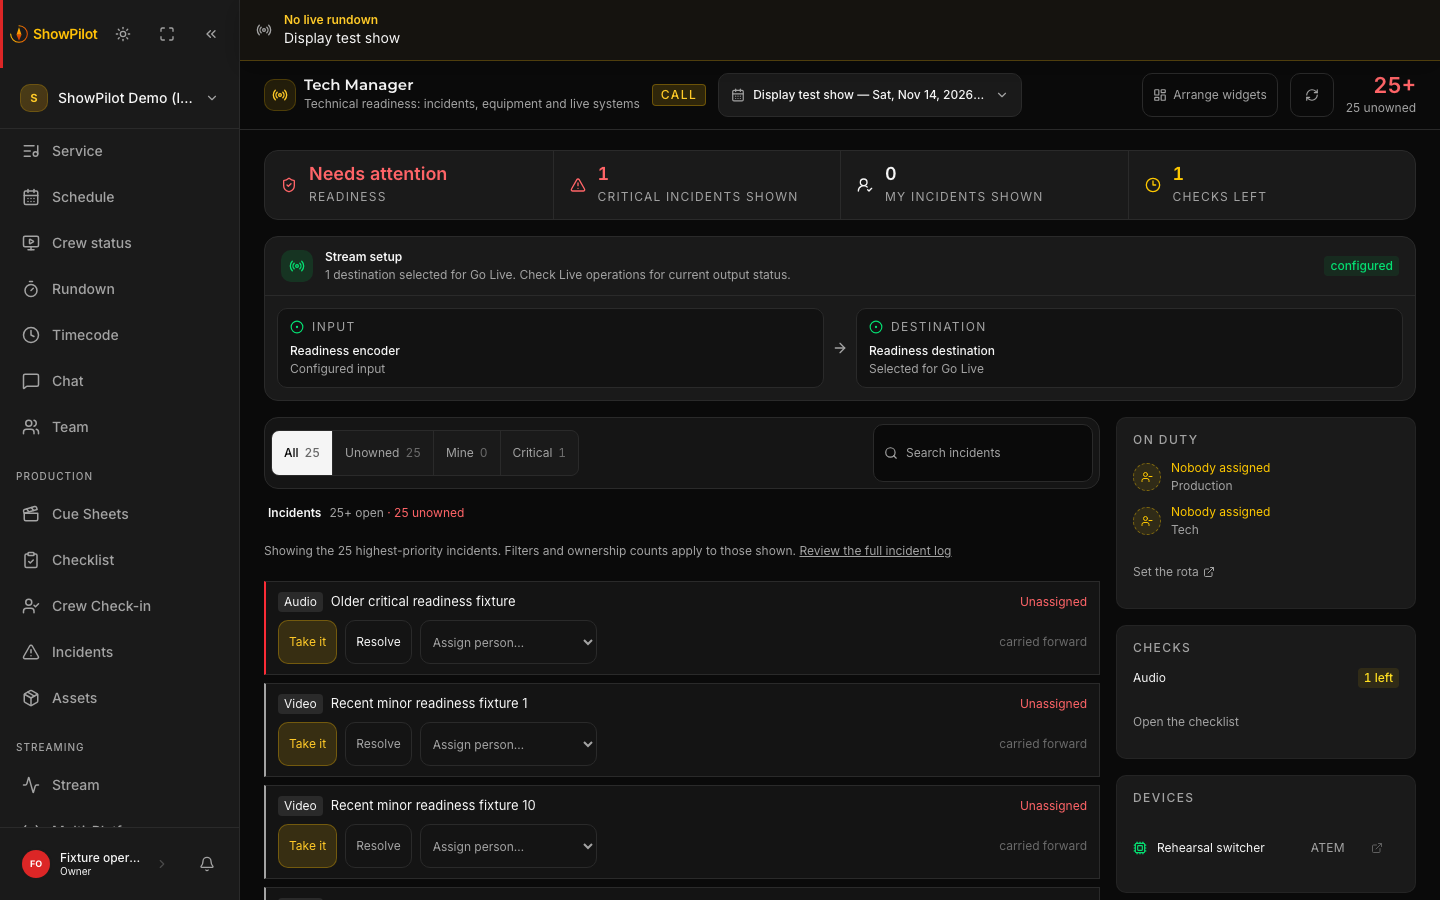 ShowPilot
S
ShowPilot Demo (I...
Service
Schedule
Crew status
Rundown
Timecode
Chat
Team
PRODUCTION
Cue Sheets
Checklist
Crew Check-in
Incidents
Assets
STREAMING
Stream
FO
Fixture oper...
Owner
No live rundown
Display test show
Tech Manager
Technical readiness: incidents, equipment and live systems
CALL
Display test show — Sat, Nov 14, 2026...
Arrange widgets
25+
25 unowned
Needs attention
READINESS
1
CRITICAL INCIDENTS SHOWN
0
MY INCIDENTS SHOWN
1
CHECKS LEFT
Stream setup
1 destination selected for Go Live. Check Live operations for current output status.
configured
INPUT
Readiness encoder
Configured input
DESTINATION
Readiness destination
Selected for Go Live
All 25
Unowned 25
Mine 0
Critical 1
Search incidents
Incidents 25+ open · 25 unowned
Showing the 25 highest-priority incidents. Filters and ownership counts apply to those shown. Review the full incident log
Audio Older critical readiness fixture
Unassigned
Take it
Resolve
Assign person...
carried forward
Video Recent minor readiness fixture 1
Unassigned
Take it
Resolve
Assign person...
carried forward
Video Recent minor readiness fixture 10
Unassigned
Take it
Resolve
Assign person...
carried forward
ON DUTY
Nobody assigned
Production
Nobody assigned
Tech
Set the rota
CHECKS
Audio
1 left
Open the checklist
DEVICES
Rehearsal switcher
ATEM